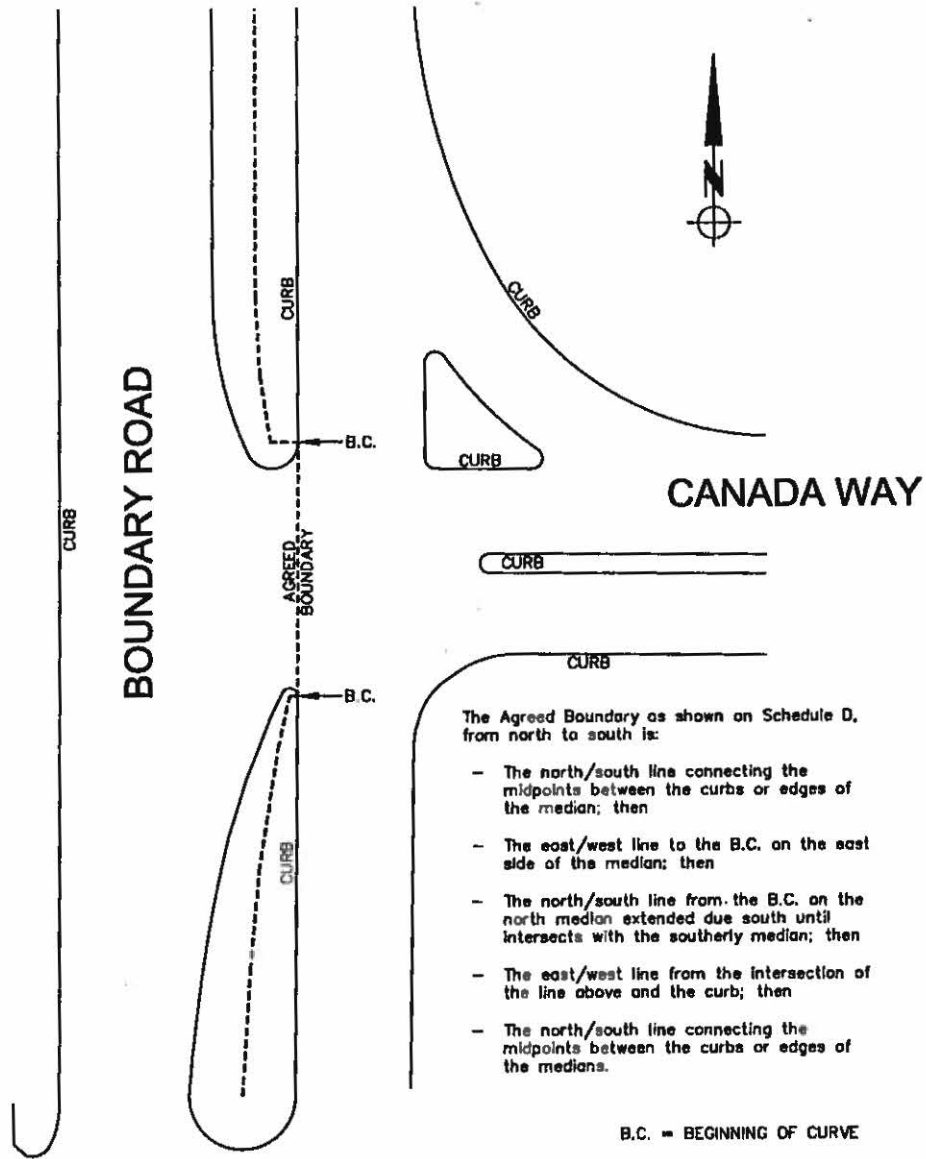 N
CURB
CURB
CURB
BOUNDARY ROAD
B.C.
CURB
CANADA WAY
CURB
AGREED
BOUNDARY
CURB
CURB
B.C.
CURB
The Agreed Boundary as shown on Schedule D,
from north to south is:
- The north/south line connecting the
midpoints between the curbs or edges of
the median; then
- The east/west line to the B.C. on the east
side of the median; then
- The north/south line from the B.C. on the
north median extended due south until
intersects with the southerly median; then
- The east/west line from the intersection of
the line above and the curb; then
- The north/south line connecting the
midpoints between the curbs or edges of
the medians.
B.C. = BEGINNING OF CURVE